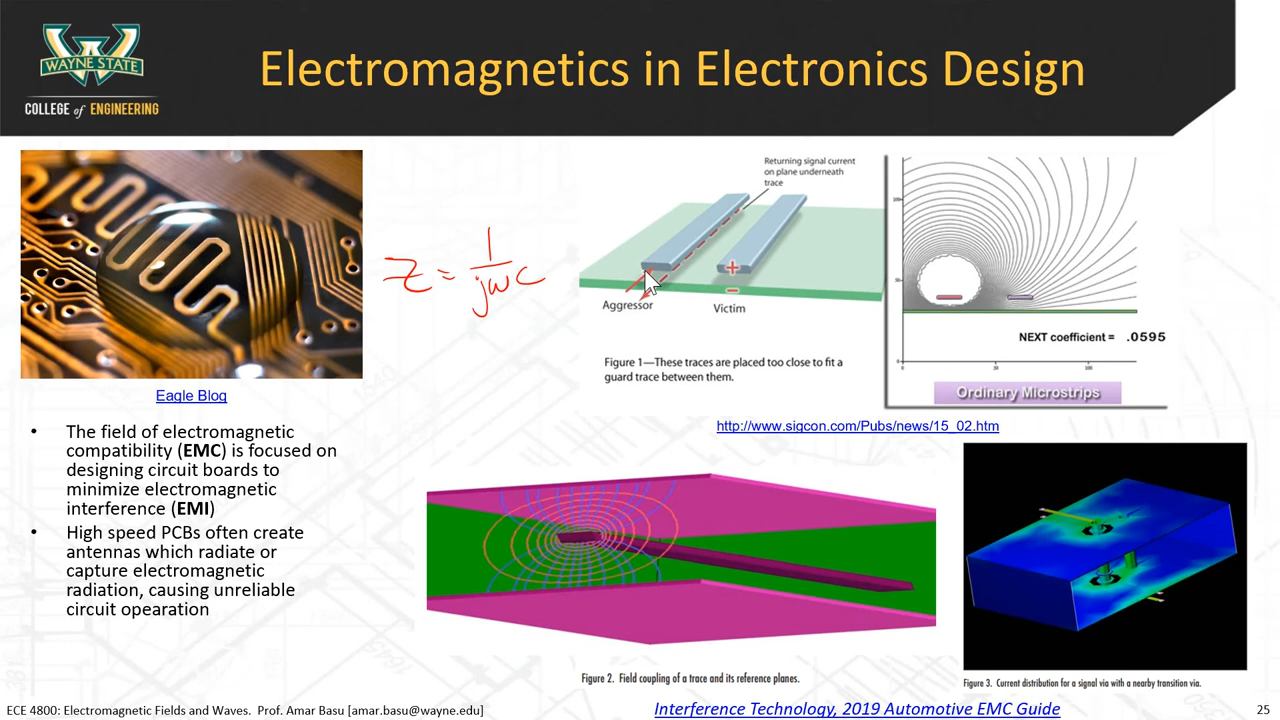 WAYNE STATE
COLLEGE of ENGINEERING
Electromagnetics in Electronics Design
Eagle Blog
• The field of electromagnetic
compatibility (EMC) is focused on
designing circuit boards to
minimize electromagnetic
interference (EMI)
• High speed PCBs often create
antennas which radiate or
capture electromagnetic
radiation, causing unreliable
circuit opearation
Z = 1/jωc
Returning signal current
on plane underneath
trace
+
−
Aggressor
Victim
Figure 1—These traces are placed too close to fit a
guard trace between them.
NEXT coefficient = .0595
Ordinary Microstrips
http://www.sigcon.com/Pubs/news/15_02.htm
Figure 2. Field coupling of a trace and its reference planes.
Figure 3. Current distribution for a signal via with a nearby transition via.
ECE 4800: Electromagnetic Fields and Waves. Prof. Amar Basu [amar.basu@wayne.edu]
Interference Technology, 2019 Automotive EMC Guide
25